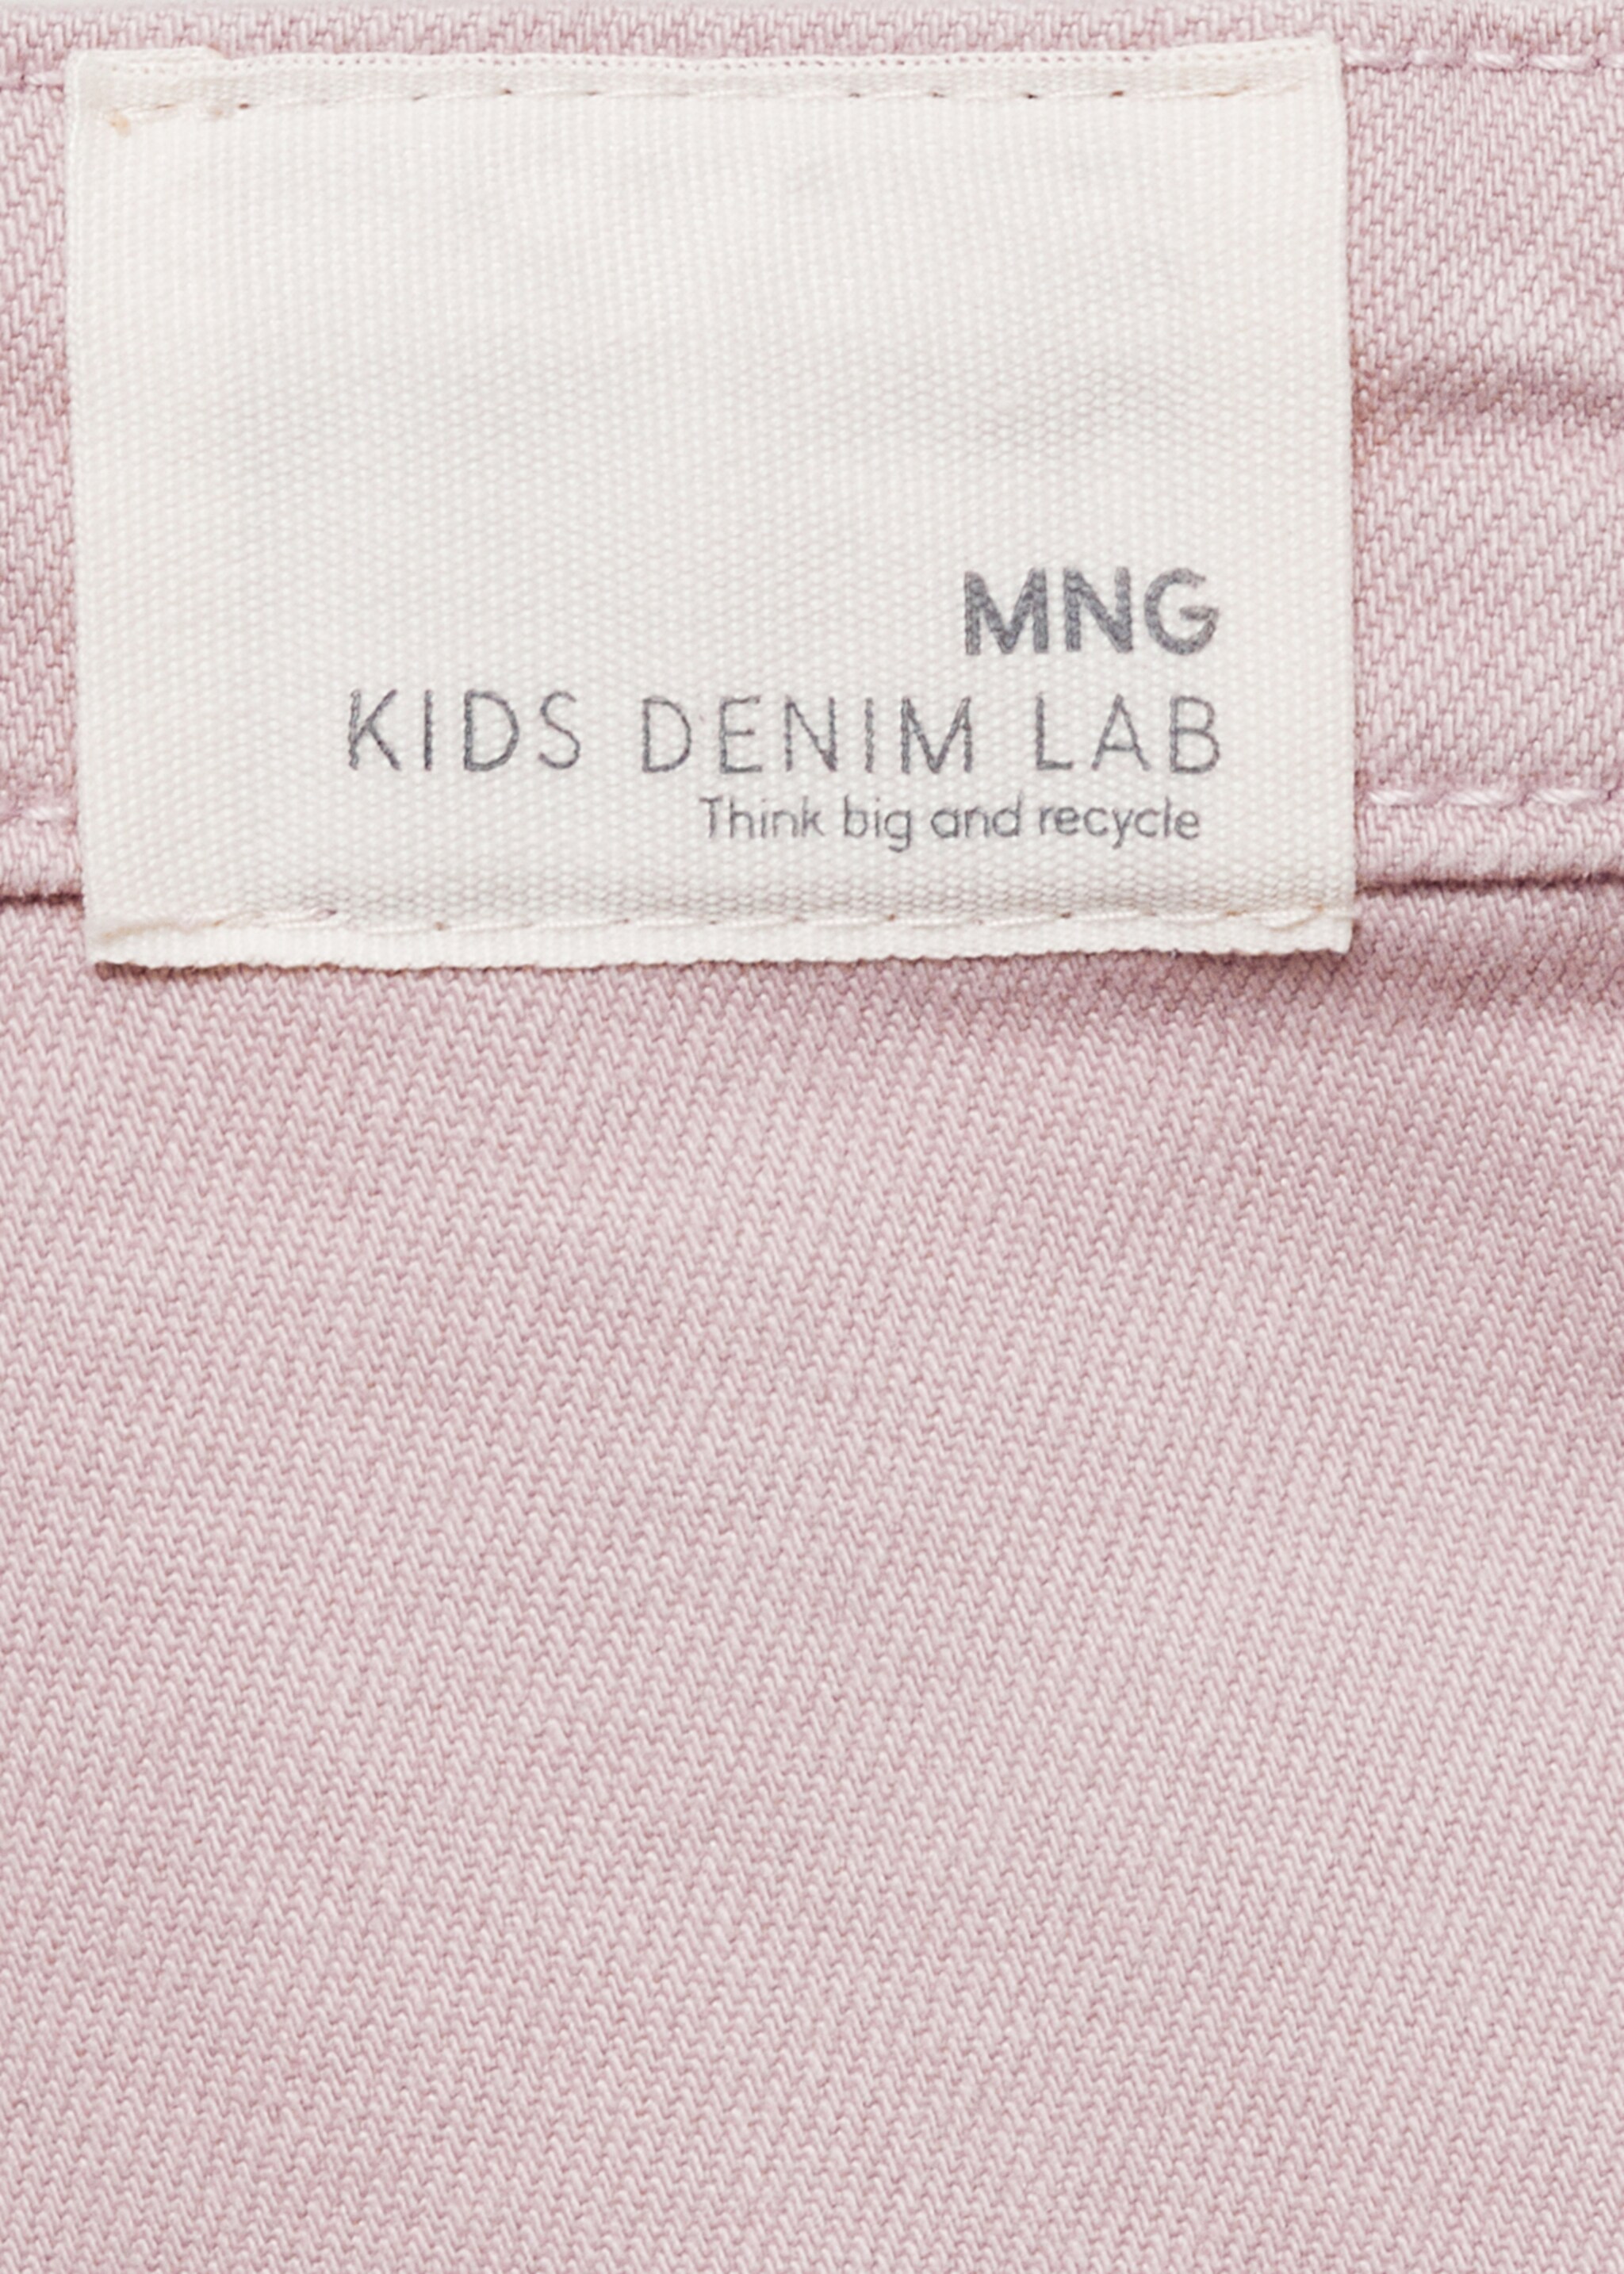 MNG
KIDS DENIM LAB
Think big and recycle